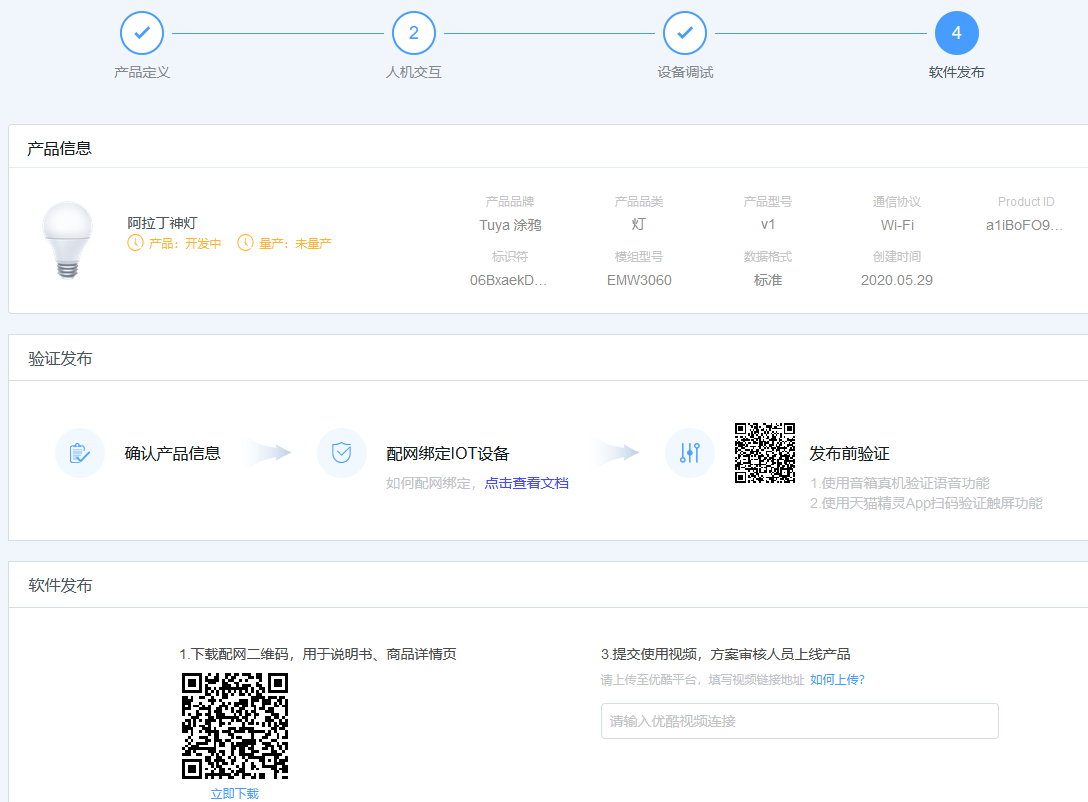 2
4
产品定义
人机交互
设备调试
软件发布
产品信息
阿拉丁神灯
产品：开发中
量产：未量产
产品品牌
产品品类
产品型号
通信协议
Product ID
Tuya 涂鸦
灯
v1
Wi-Fi
a1iBoFO9...
标识符
模组型号
数据格式
创建时间
06BxaekD...
EMW3060
标准
2020.05.29
验证发布
确认产品信息
配网绑定IOT设备
如何配网绑定，点击查看文档
发布前验证
1.使用音箱真机验证语音功能
2.使用天猫精灵App扫码验证触屏功能
软件发布
1.下载配网二维码，用于说明书、商品详情页
立即下载
3.提交使用视频，方案审核人员上线产品
请上传至优酷平台，填写视频链接地址 如何上传?
请输入优酷视频连接